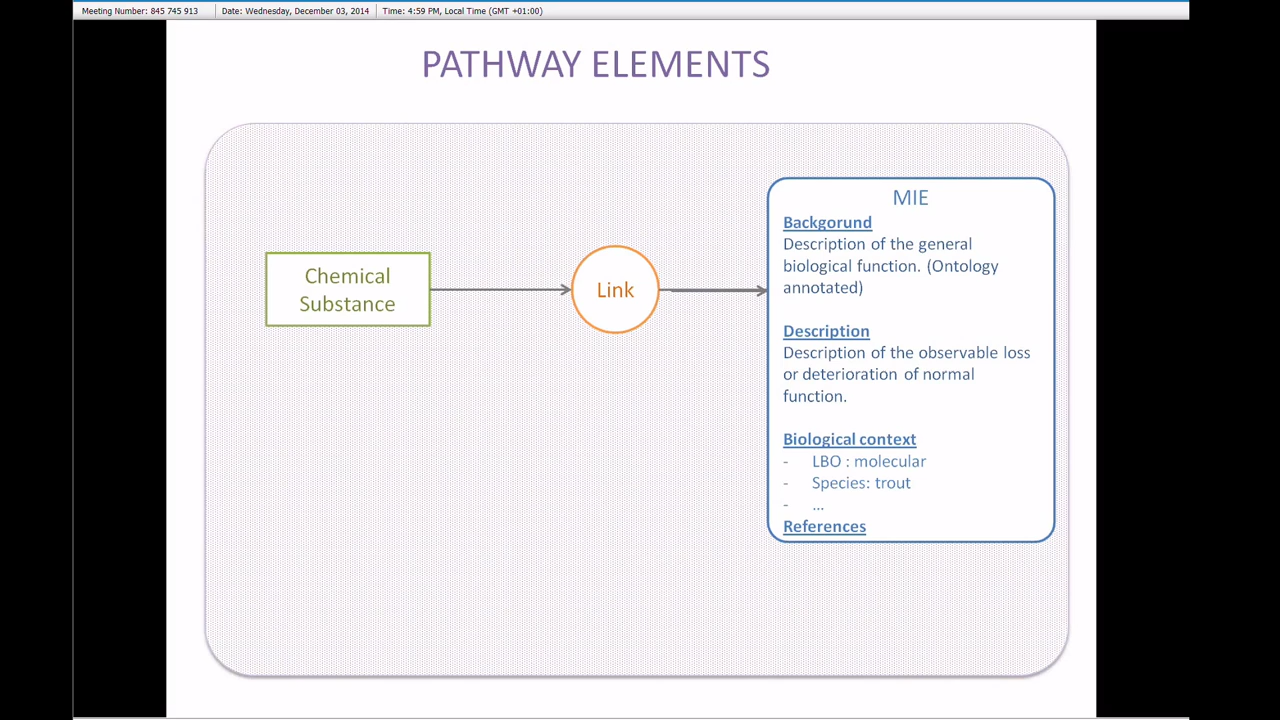 Meeting Number: 845 745 913 Date: Wednesday, December 03, 2014 Time: 4:59 PM, Local Time (GMT +01:00)
PATHWAY ELEMENTS
Chemical
Substance
Link
MIE
Backgorund
Description of the general
biological function. (Ontology
annotated)
Description
Description of the observable loss
or deterioration of normal
function.
Biological context
- LBO : molecular
- Species: trout
- ...
References